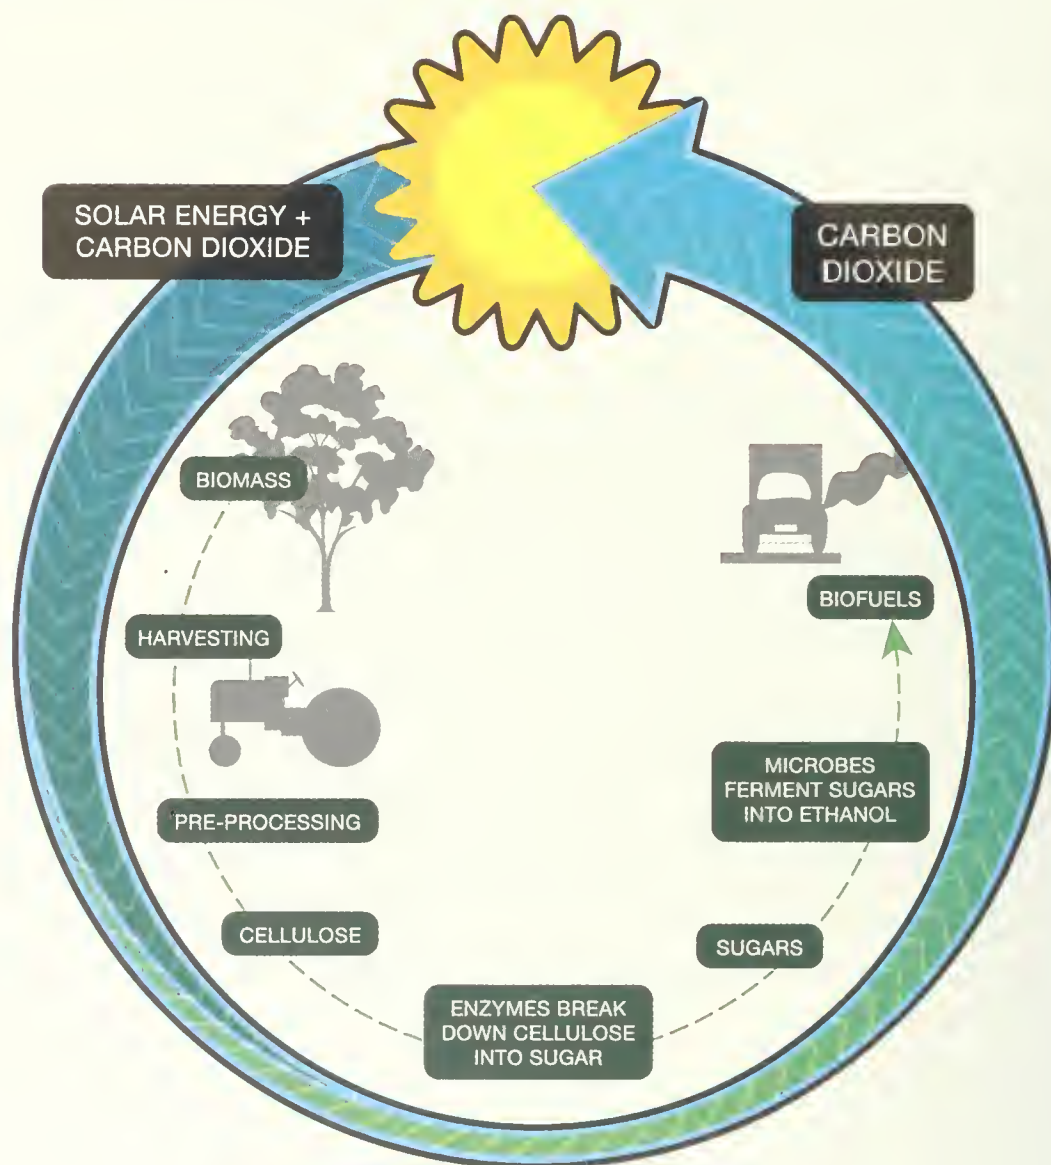 SOLAR ENERGY +
CARBON DIOXIDE
CARBON
DIOXIDE
BIOMASS
HARVESTING
PRE-PROCESSING
CELLULOSE
ENZYMES BREAK
DOWN CELLULOSE
INTO SUGAR
SUGARS
MICROBES
FERMENT SUGARS
INTO ETHANOL
BIOFUELS